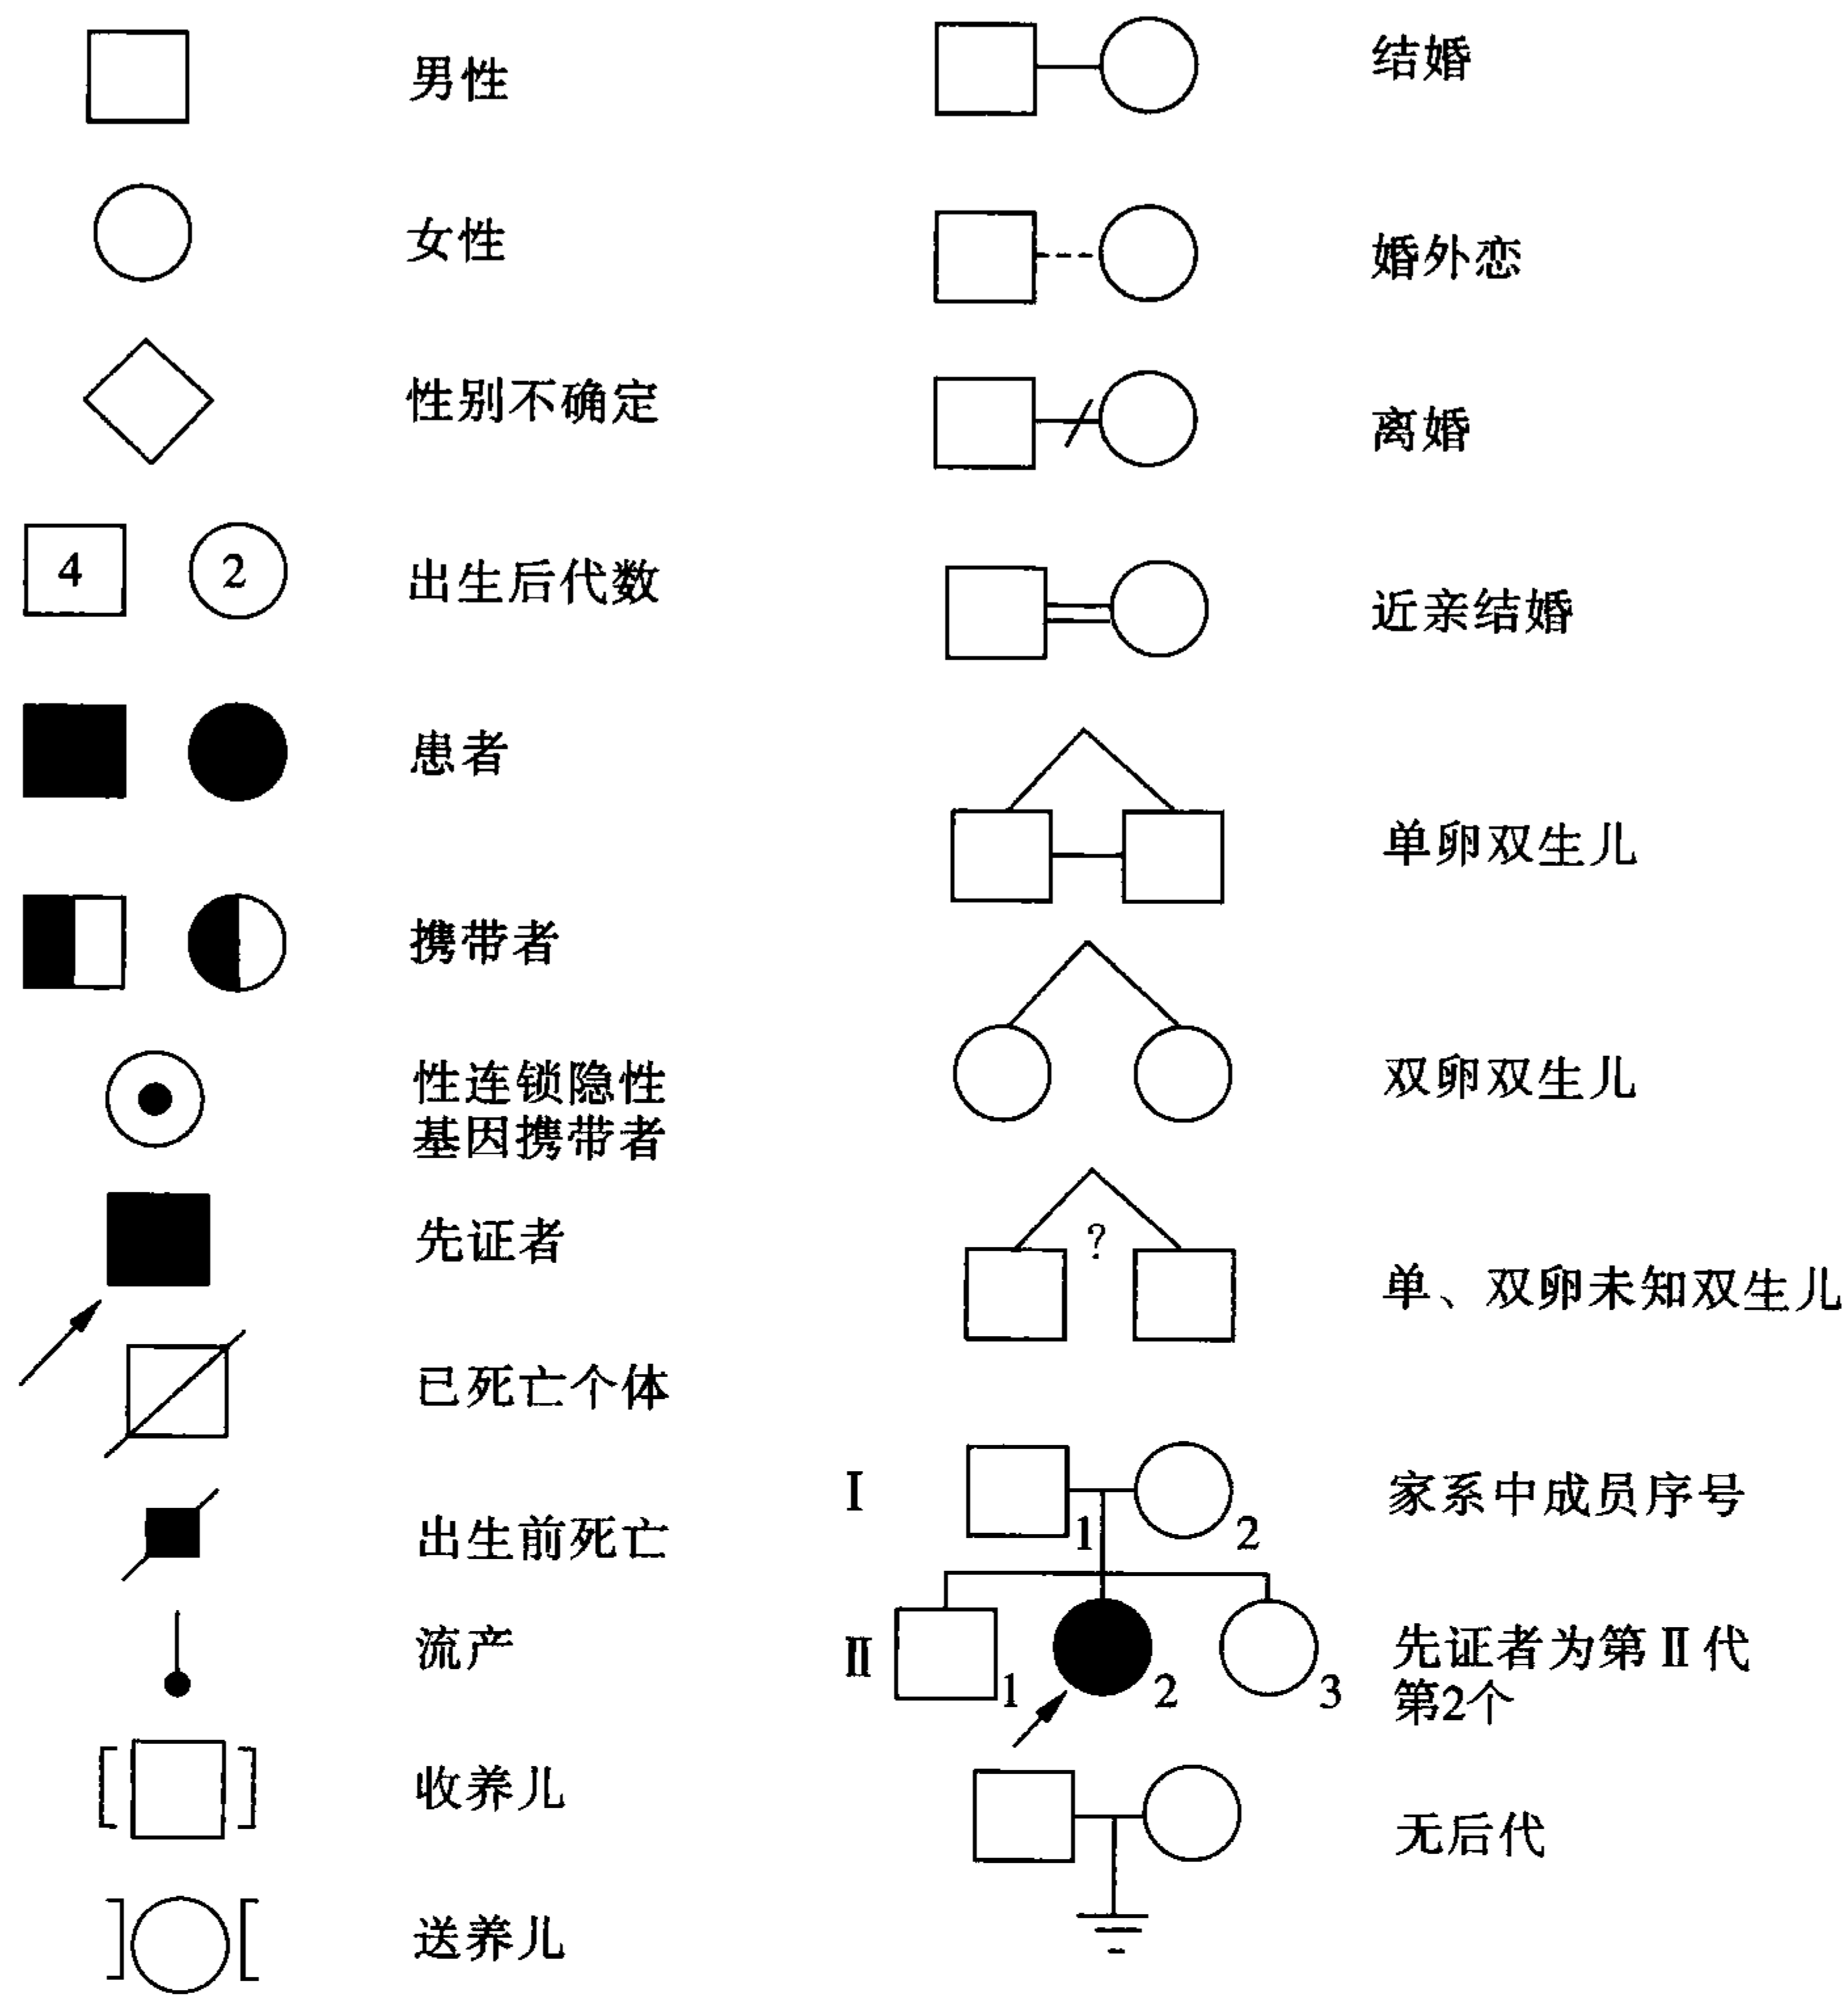 男性
女性
性别不确定
4 2 出生后代数
患者
携带者
性连锁隐性
基因携带者
先证者
已死亡个体
出生前死亡
流产
收养儿
送养儿
结婚
婚外恋
离婚
近亲结婚
单卵双生儿
双卵双生儿
?
单、双卵未知双生儿
Ⅰ 1 2 家系中成员序号
Ⅱ 1 2 3 先证者为第Ⅱ代
第2个
无后代